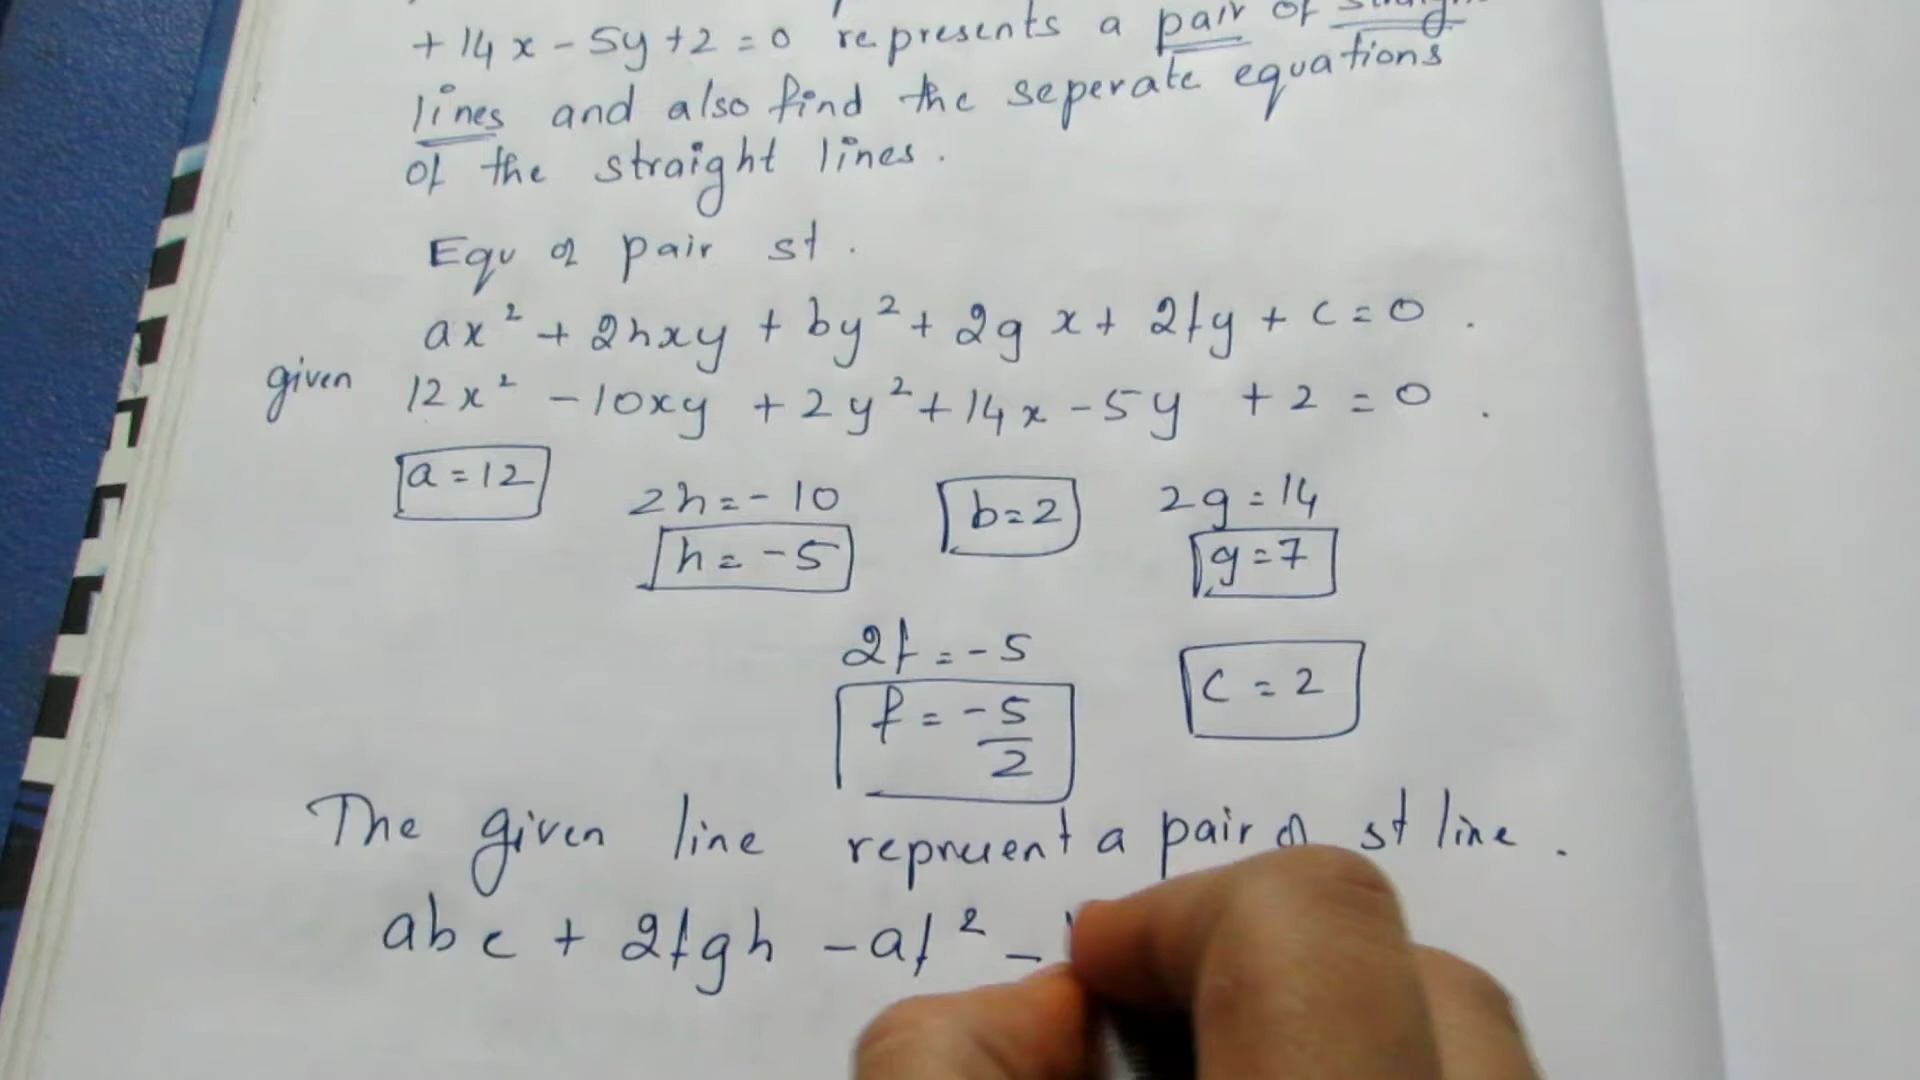 +14x - 5y + 2 = 0 represents a pair of
lines and also find the seperate equations
of the straight lines.
Equ of pair st.
ax² + 2hxy + by² + 2gx + 2fy + c = 0.
given 12x² - 10xy + 2y² + 14x - 5y + 2 = 0.
a = 12
2h = -10
b = 2
2g = 14
h = -5
g = 7
2f = -5
c = 2
f = -5/2
The given line represent a pair of st line.
abc + 2fgh - af² -